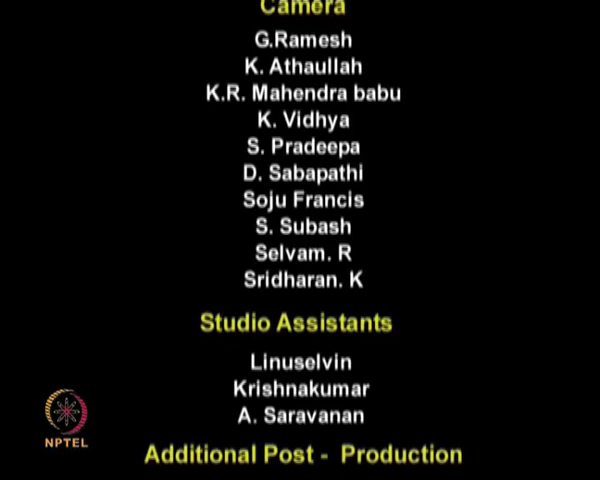 Camera
G.Ramesh
K. Athaullah
K.R. Mahendra babu
K. Vidhya
S. Pradeepa
D. Sabapathi
Soju Francis
S. Subash
Selvam. R
Sridharan. K
Studio Assistants
Linuselvin
Krishnakumar
A. Saravanan
NPTEL
Additional Post - Production